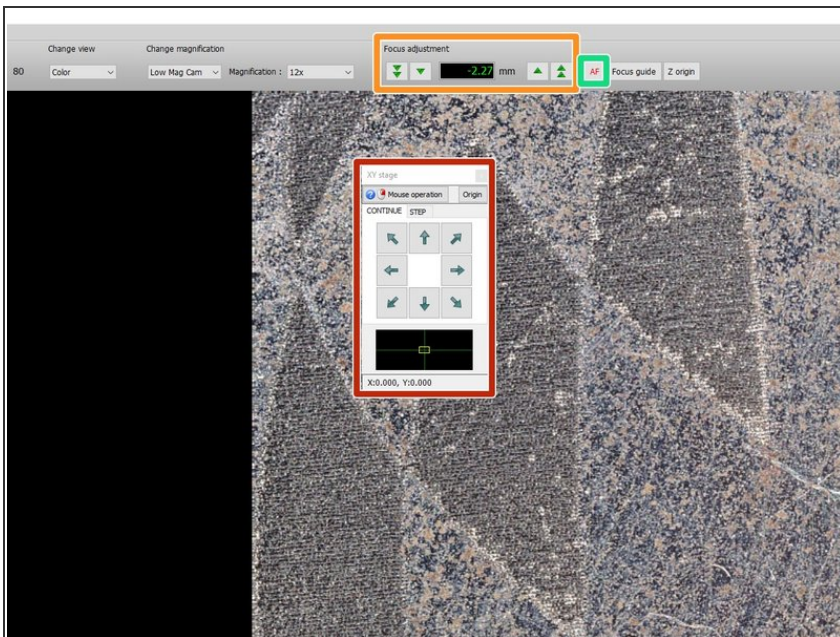 Change view
Change magnification
Focus adjustment
80
Color
Low Mag Cam
Magnification :
12x
-2.27
mm
AF
Focus guide
Z origin
XY stage
Mouse operation
Origin
CONTINUE
STEP
X:0.000, Y:0.000